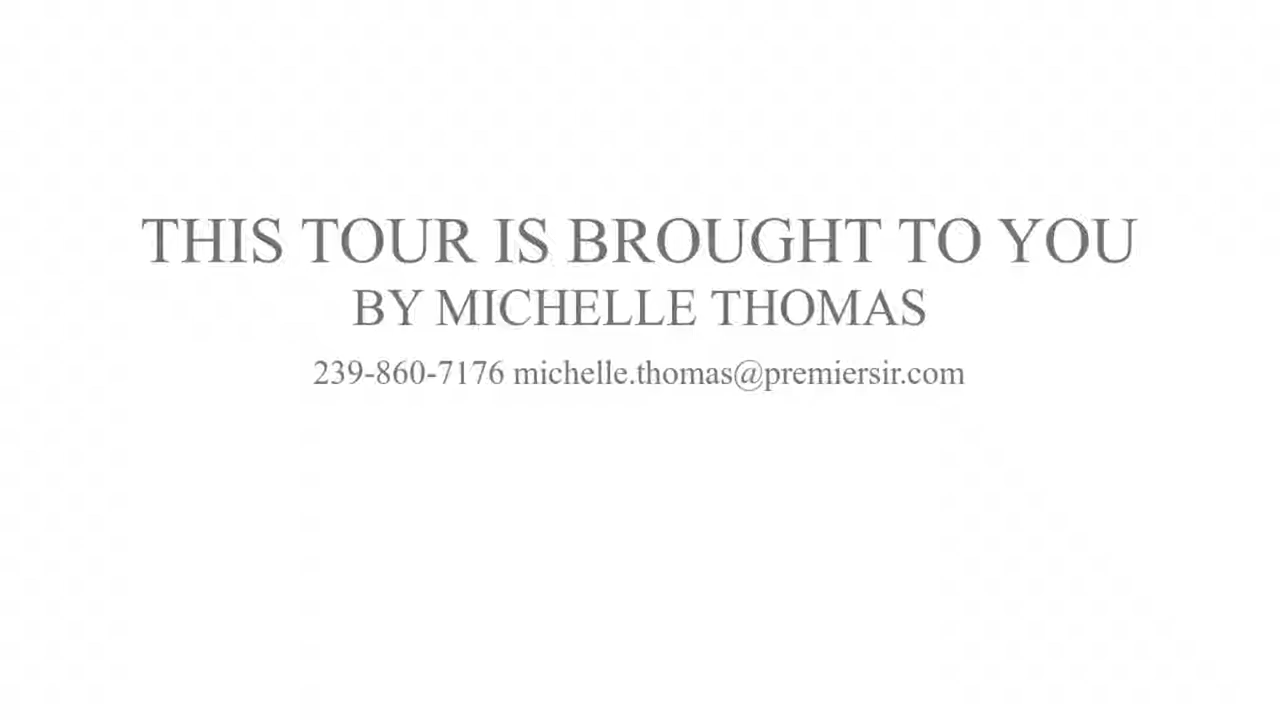 THIS TOUR IS BROUGHT TO YOU
BY MICHELLE THOMAS
239-860-7176 michelle.thomas@premiersir.com